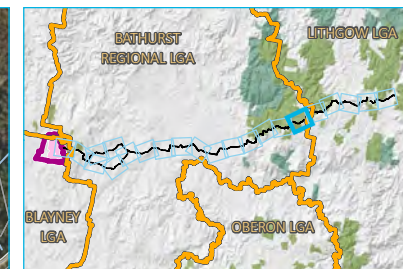 BATHURST
REGIONAL LGA
LITHGOW LGA
BLAYNEY
LGA
OBERON LGA